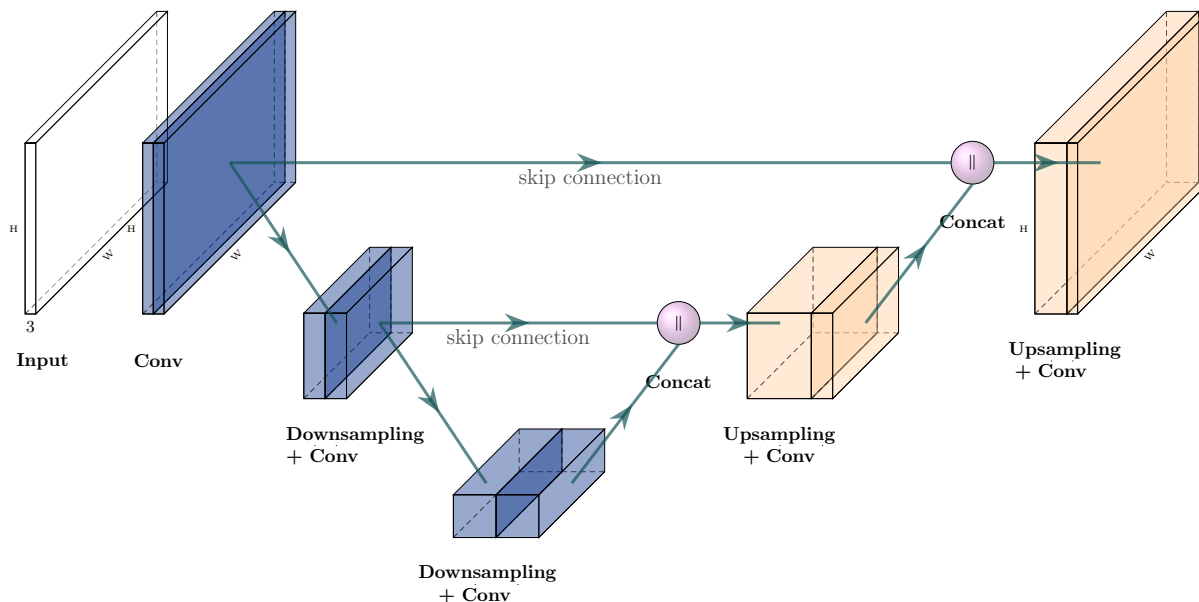 ||
skip connection
Concat
H
H
H
W
W
W
3
Input
Conv
||
skip connection
Concat
Upsampling
+ Conv
Downsampling
+ Conv
Upsampling
+ Conv
Downsampling
+ Conv